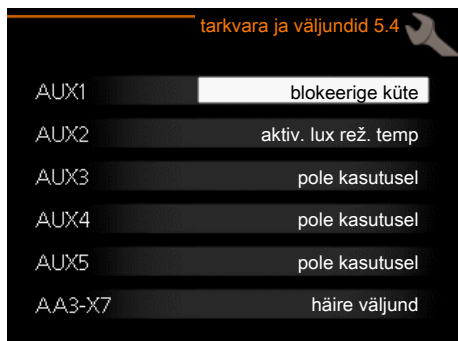 tarkvara ja väljundid 5.4
AUX1 blokeerige küte
AUX2 aktiv. lux rež. temp
AUX3 pole kasutusel
AUX4 pole kasutusel
AUX5 pole kasutusel
AA3-X7 häire väljund